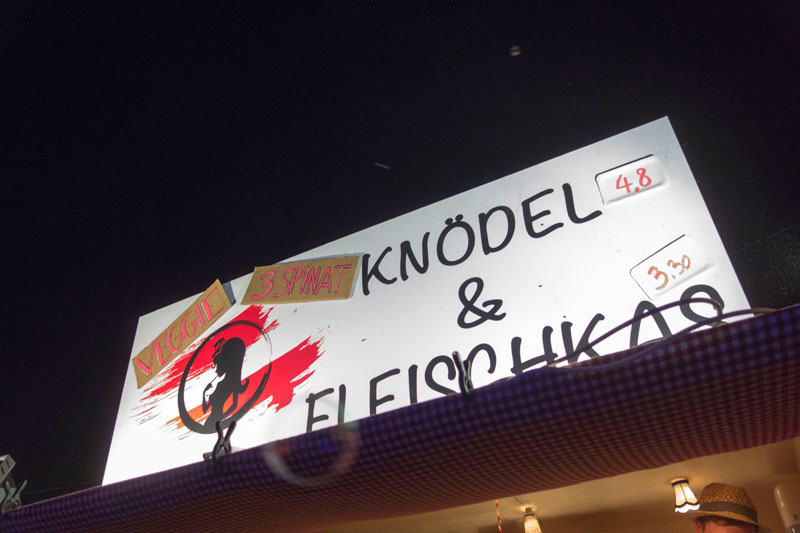 VEGGIE
3 SPINAT KNÖDEL 4,8
&
FLEISCHKAS 3.30